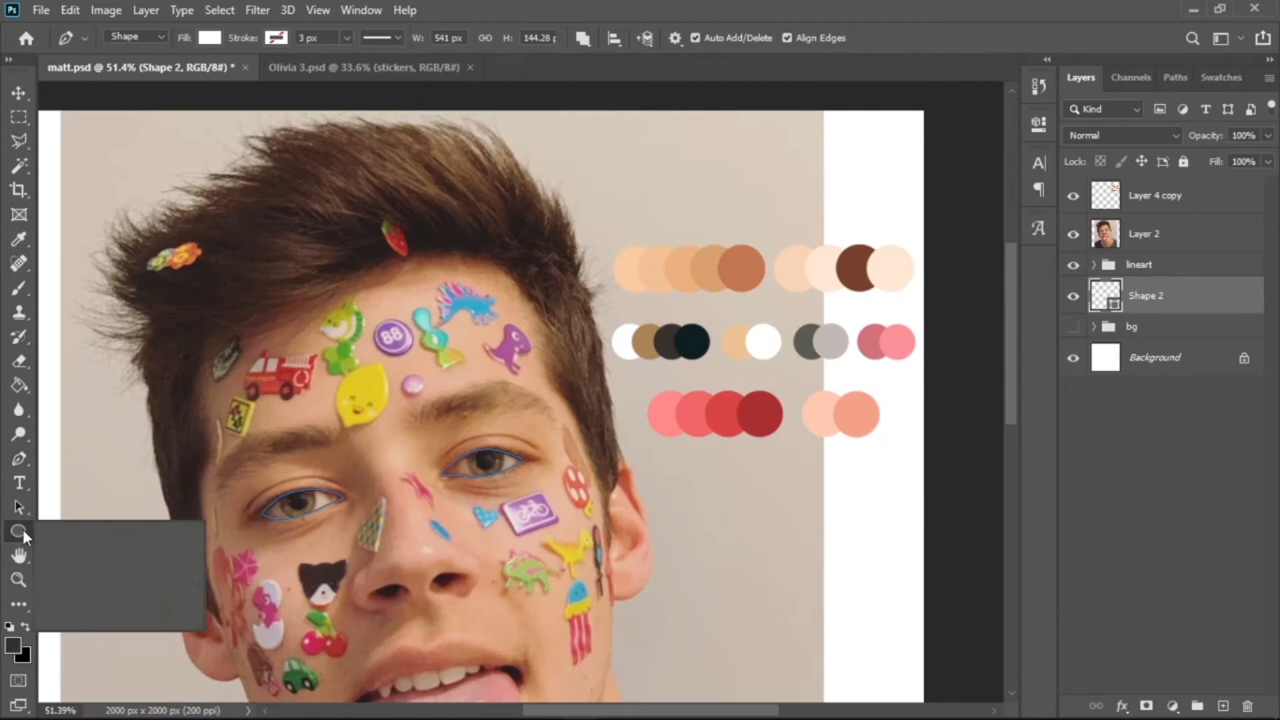 Ps File Edit Image Layer Type Select Filter 3D View Window Help
Shape Fill: Stroke: 3 px W: 541 px H: 144.28 p Auto Add/Delete Align Edges
matt.psd @ 51.4% (Shape 2, RGB/8#) * × Olivia 3.psd @ 33.6% (stickers, RGB/8#) ×
Layers Channels Paths Swatches
Kind
Normal Opacity: 100%
Lock: Fill: 100%
Layer 4 copy
Layer 2
lineart
Shape 2
bg
Background
88
51.39% 2000 px x 2000 px (200 ppi)